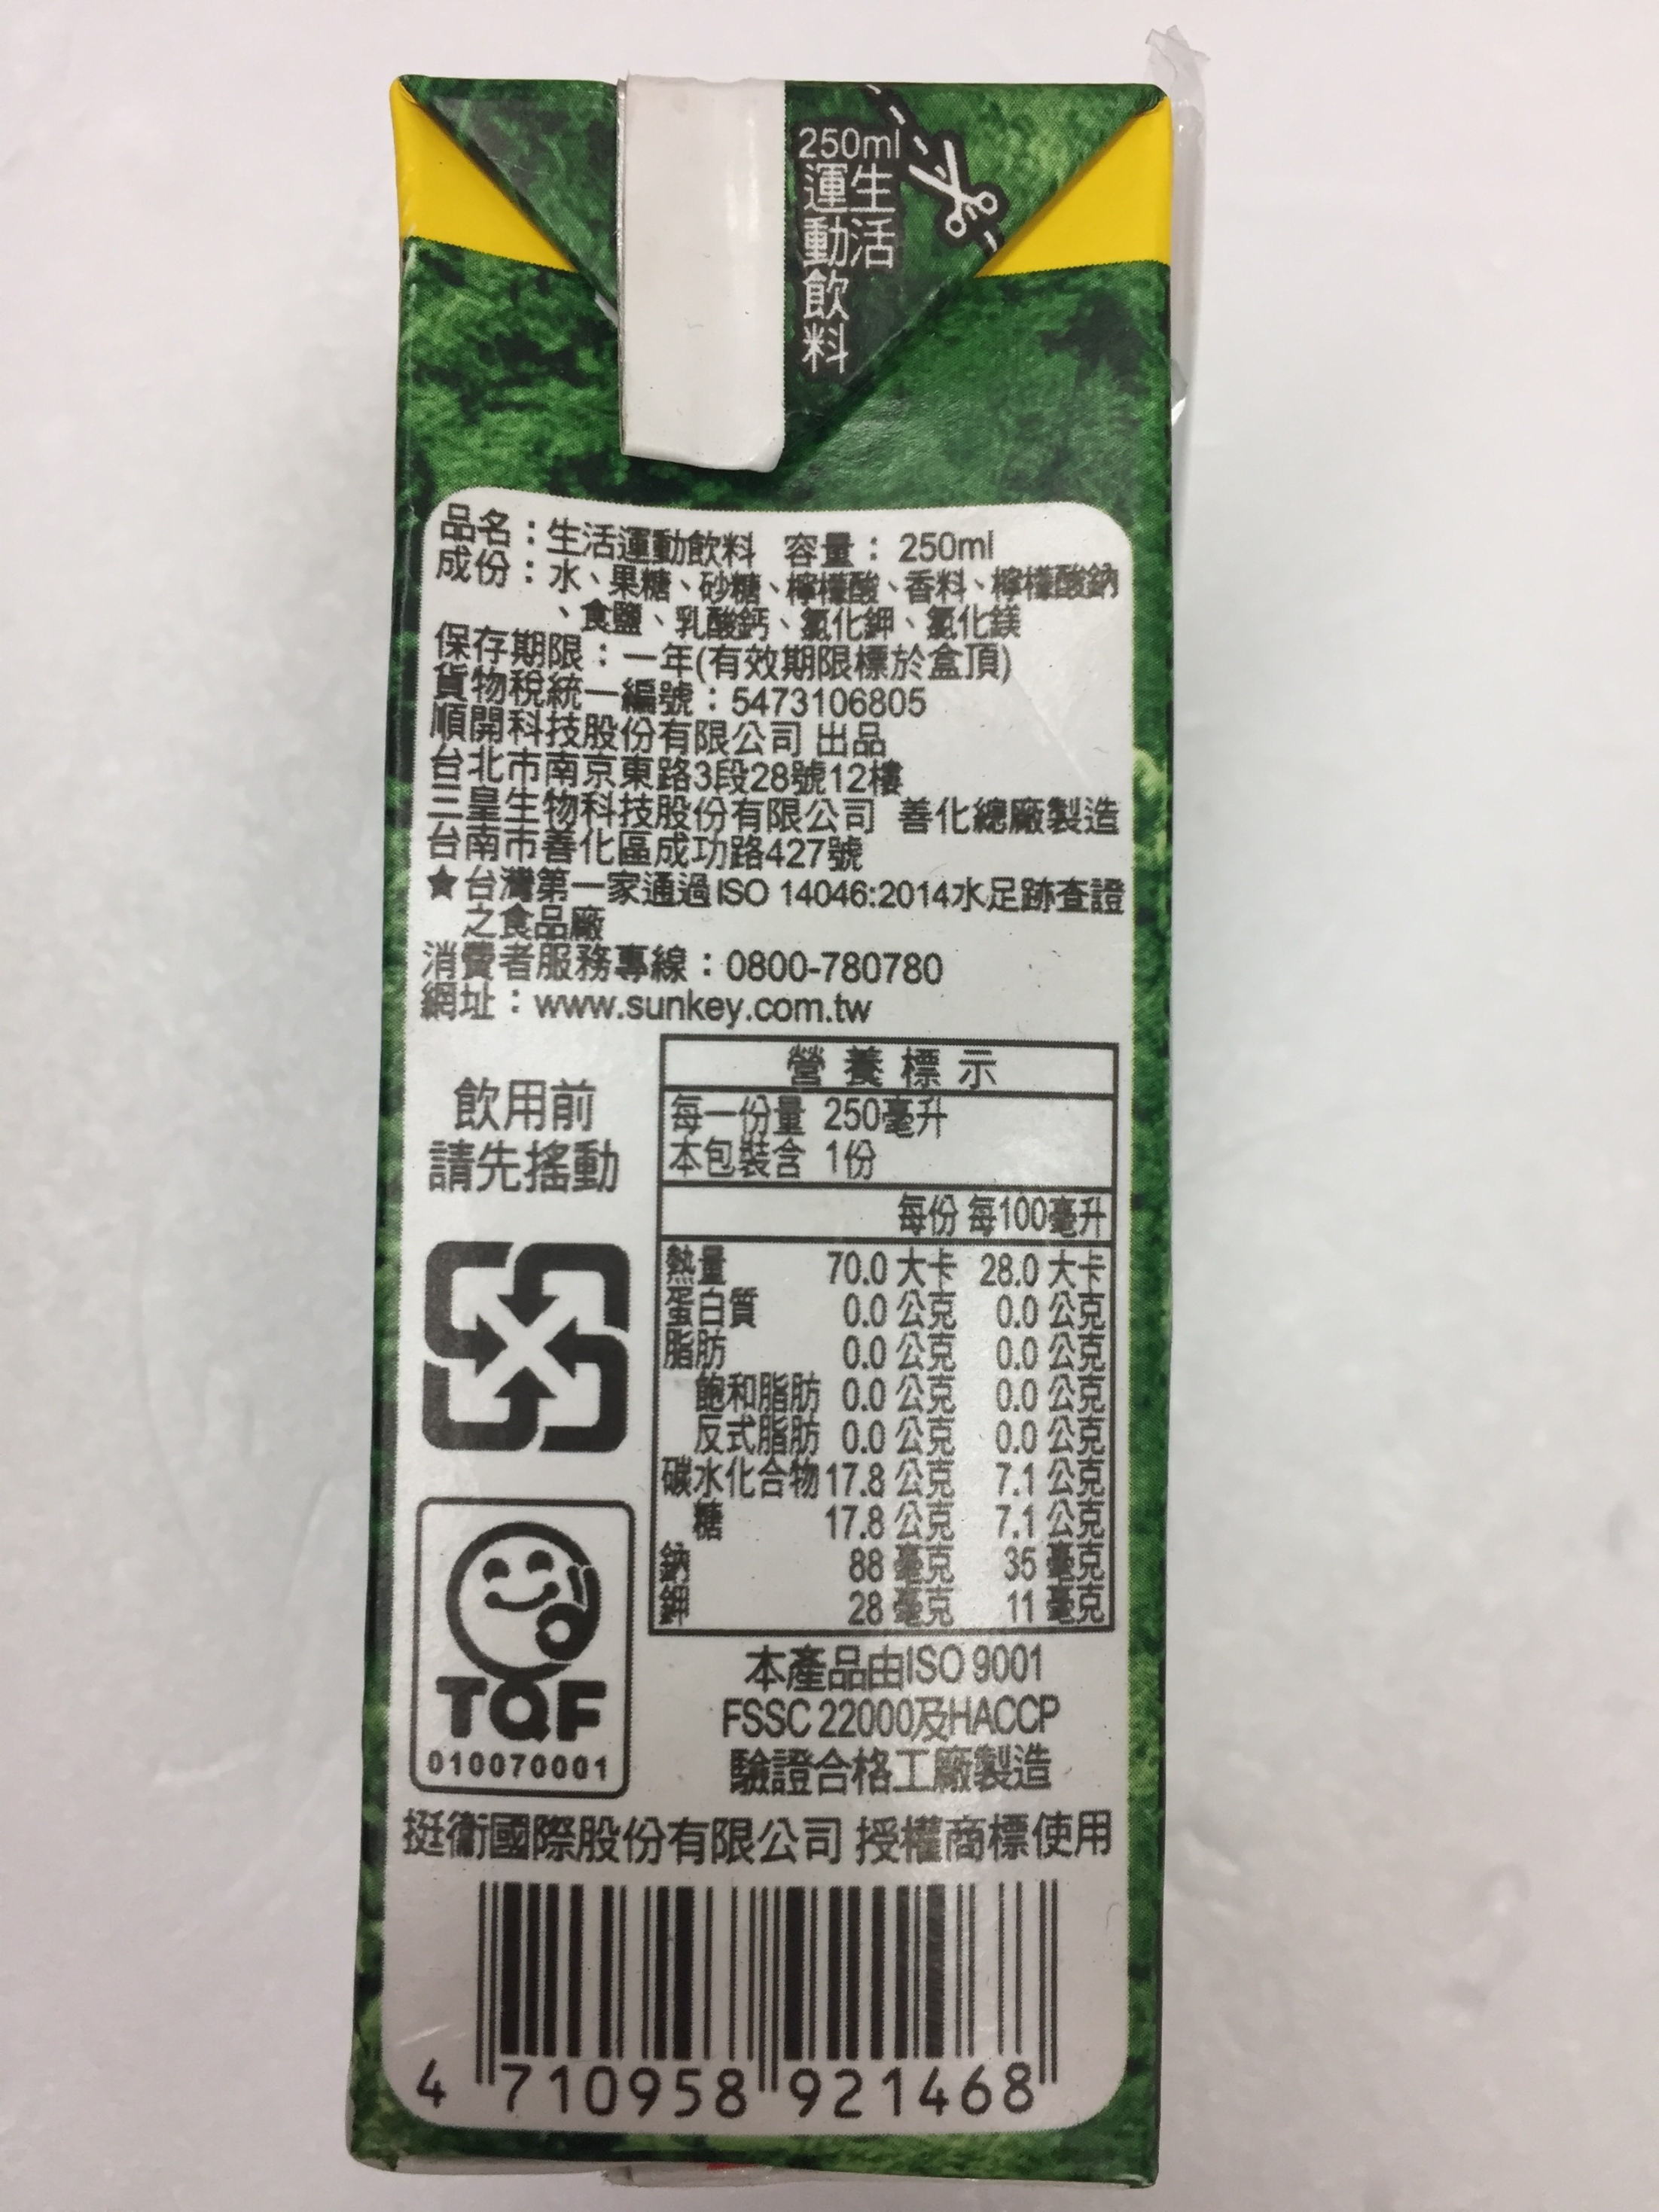 250ml
生活
運動飲料
品名：生活運動飲料 容量：250ml
成份：水、果糖、砂糖、檸檬酸、香料、檸檬酸鈉
、食鹽、乳酸鈣、氯化鉀、氯化鎂
保存期限：一年(有效期限標於盒頂)
貨物稅統一編號：5473106805
順開科技股份有限公司 出品
台北市南京東路3段28號12樓
三皇生物科技股份有限公司 善化總廠製造
台南市善化區成功路427號
★台灣第一家通過ISO 14046:2014水足跡查證
之食品廠
消費者服務專線：0800-780780
網址：www.sunkey.com.tw
飲用前
請先搖動
營養標示
每一份量 250毫升
本包裝含 1份
每份 每100毫升
熱量 70.0 大卡 28.0 大卡
蛋白質 0.0 公克 0.0 公克
脂肪 0.0 公克 0.0 公克
飽和脂肪 0.0 公克 0.0 公克
反式脂肪 0.0 公克 0.0 公克
碳水化合物 17.8 公克 7.1 公克
糖 17.8 公克 7.1 公克
鈉 88 毫克 35 毫克
鉀 28 毫克 11 毫克
TQF
010070001
本產品由ISO 9001
FSSC 22000及HACCP
驗證合格工廠製造
挺衛國際股份有限公司 授權商標使用
4 710958 921468